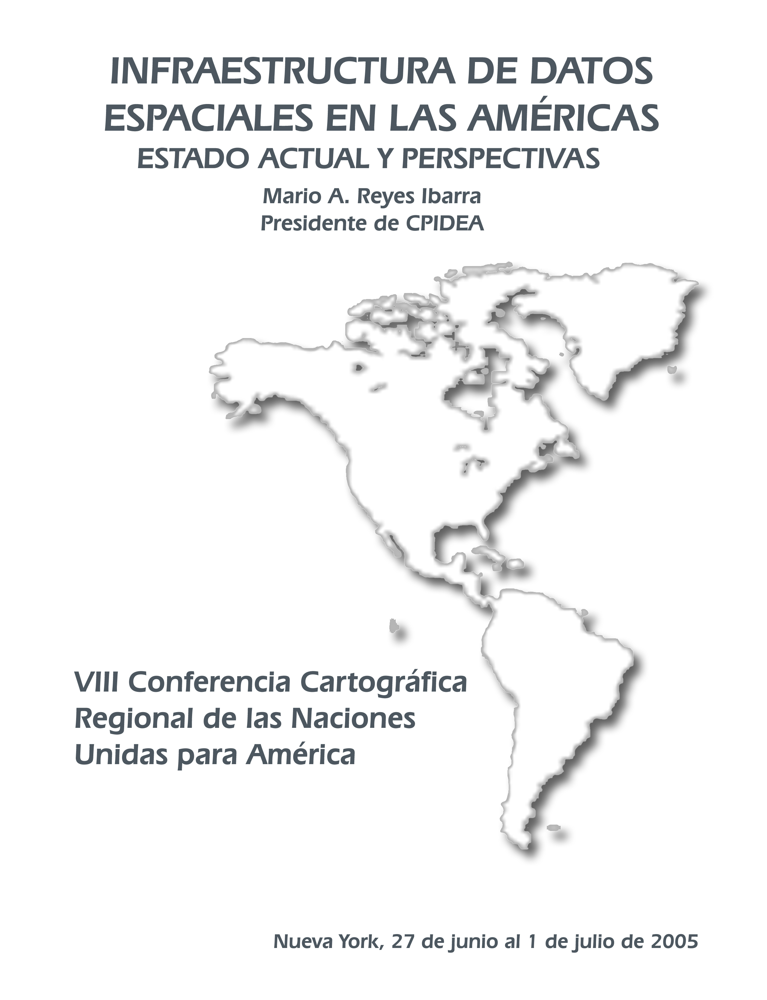 INFRAESTRUCTURA DE DATOS
ESPACIALES EN LAS AMÉRICAS
ESTADO ACTUAL Y PERSPECTIVAS
Mario A. Reyes Ibarra
Presidente de CPIDEA
VIII Conferencia Cartográfica
Regional de las Naciones
Unidas para América
Nueva York, 27 de junio al 1 de julio de 2005